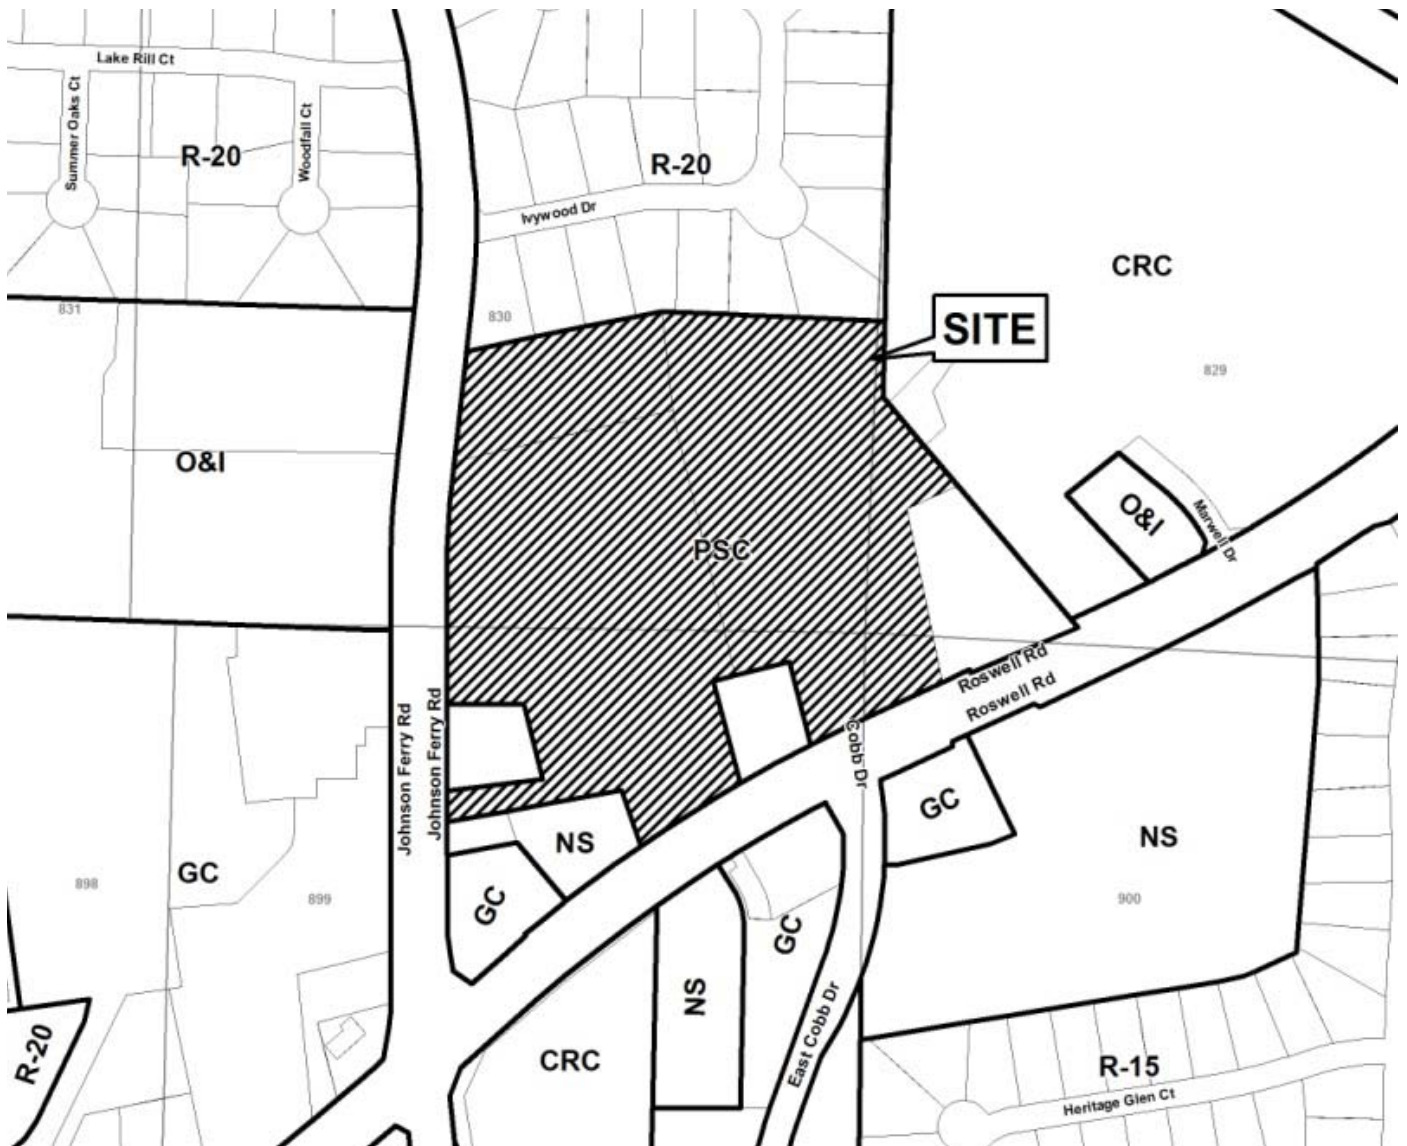 Lake Rill Ct
Summer Oaks Ct
Woodfall Ct
R-20
R-20
Ivywood Dr
CRC
831
830
SITE
829
O&I
O&I
Marwell Dr
PSC
Roswell Rd
Roswell Rd
Johnson Ferry Rd
Johnson Ferry Rd
Cobb Dr
GC
NS
NS
GC
898
899
GC
GC
900
NS
R-20
CRC
East Cobb Dr
R-15
Heritage Glen Ct